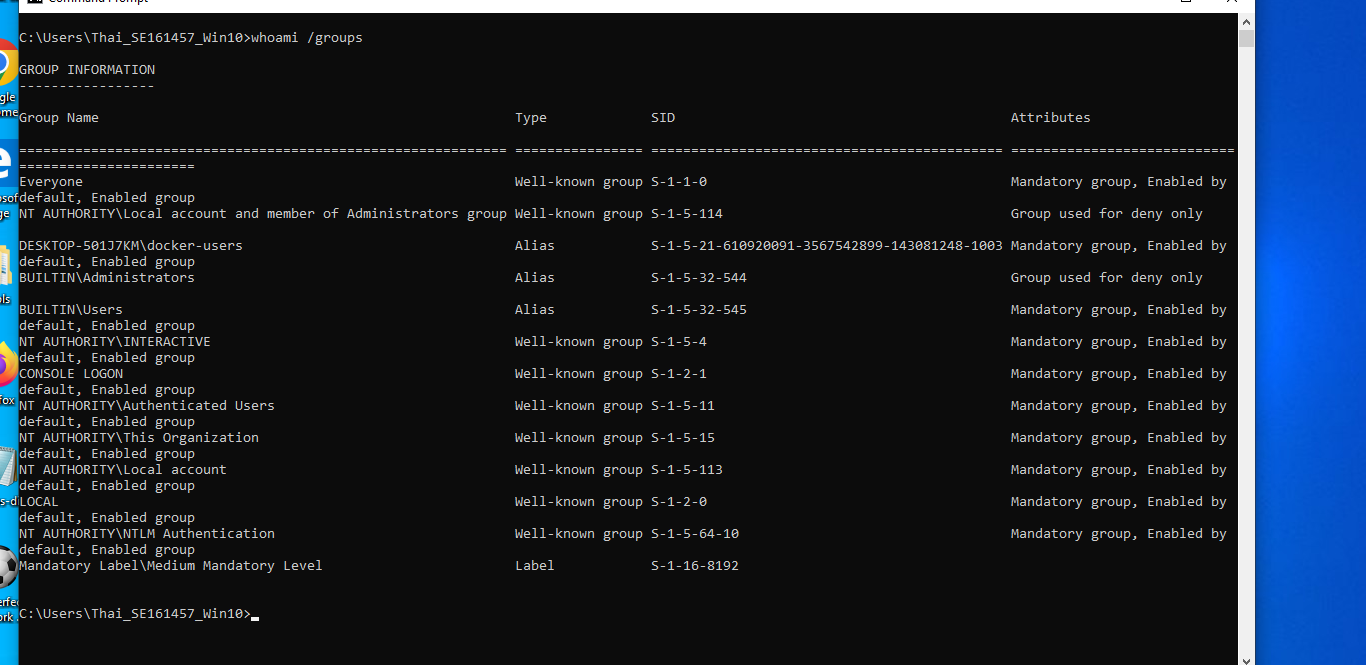 Command Prompt
C:\Users\Thai_SE161457_Win10>whoami /groups
GROUP INFORMATION
-----------------
Group Name Type SID Attributes
============================================================= ================ ============================================ ============================
======================
Everyone Well-known group S-1-1-0 Mandatory group, Enabled by
default, Enabled group
NT AUTHORITY\Local account and member of Administrators group Well-known group S-1-5-114 Group used for deny only
DESKTOP-501J7KM\docker-users Alias S-1-5-21-610920091-3567542899-143081248-1003 Mandatory group, Enabled by
default, Enabled group
BUILTIN\Administrators Alias S-1-5-32-544 Group used for deny only
BUILTIN\Users Alias S-1-5-32-545 Mandatory group, Enabled by
default, Enabled group
NT AUTHORITY\INTERACTIVE Well-known group S-1-5-4 Mandatory group, Enabled by
default, Enabled group
CONSOLE LOGON Well-known group S-1-2-1 Mandatory group, Enabled by
default, Enabled group
NT AUTHORITY\Authenticated Users Well-known group S-1-5-11 Mandatory group, Enabled by
default, Enabled group
NT AUTHORITY\This Organization Well-known group S-1-5-15 Mandatory group, Enabled by
default, Enabled group
NT AUTHORITY\Local account Well-known group S-1-5-113 Mandatory group, Enabled by
default, Enabled group
LOCAL Well-known group S-1-2-0 Mandatory group, Enabled by
default, Enabled group
NT AUTHORITY\NTLM Authentication Well-known group S-1-5-64-10 Mandatory group, Enabled by
default, Enabled group
Mandatory Label\Medium Mandatory Level Label S-1-16-8192
C:\Users\Thai_SE161457_Win10>